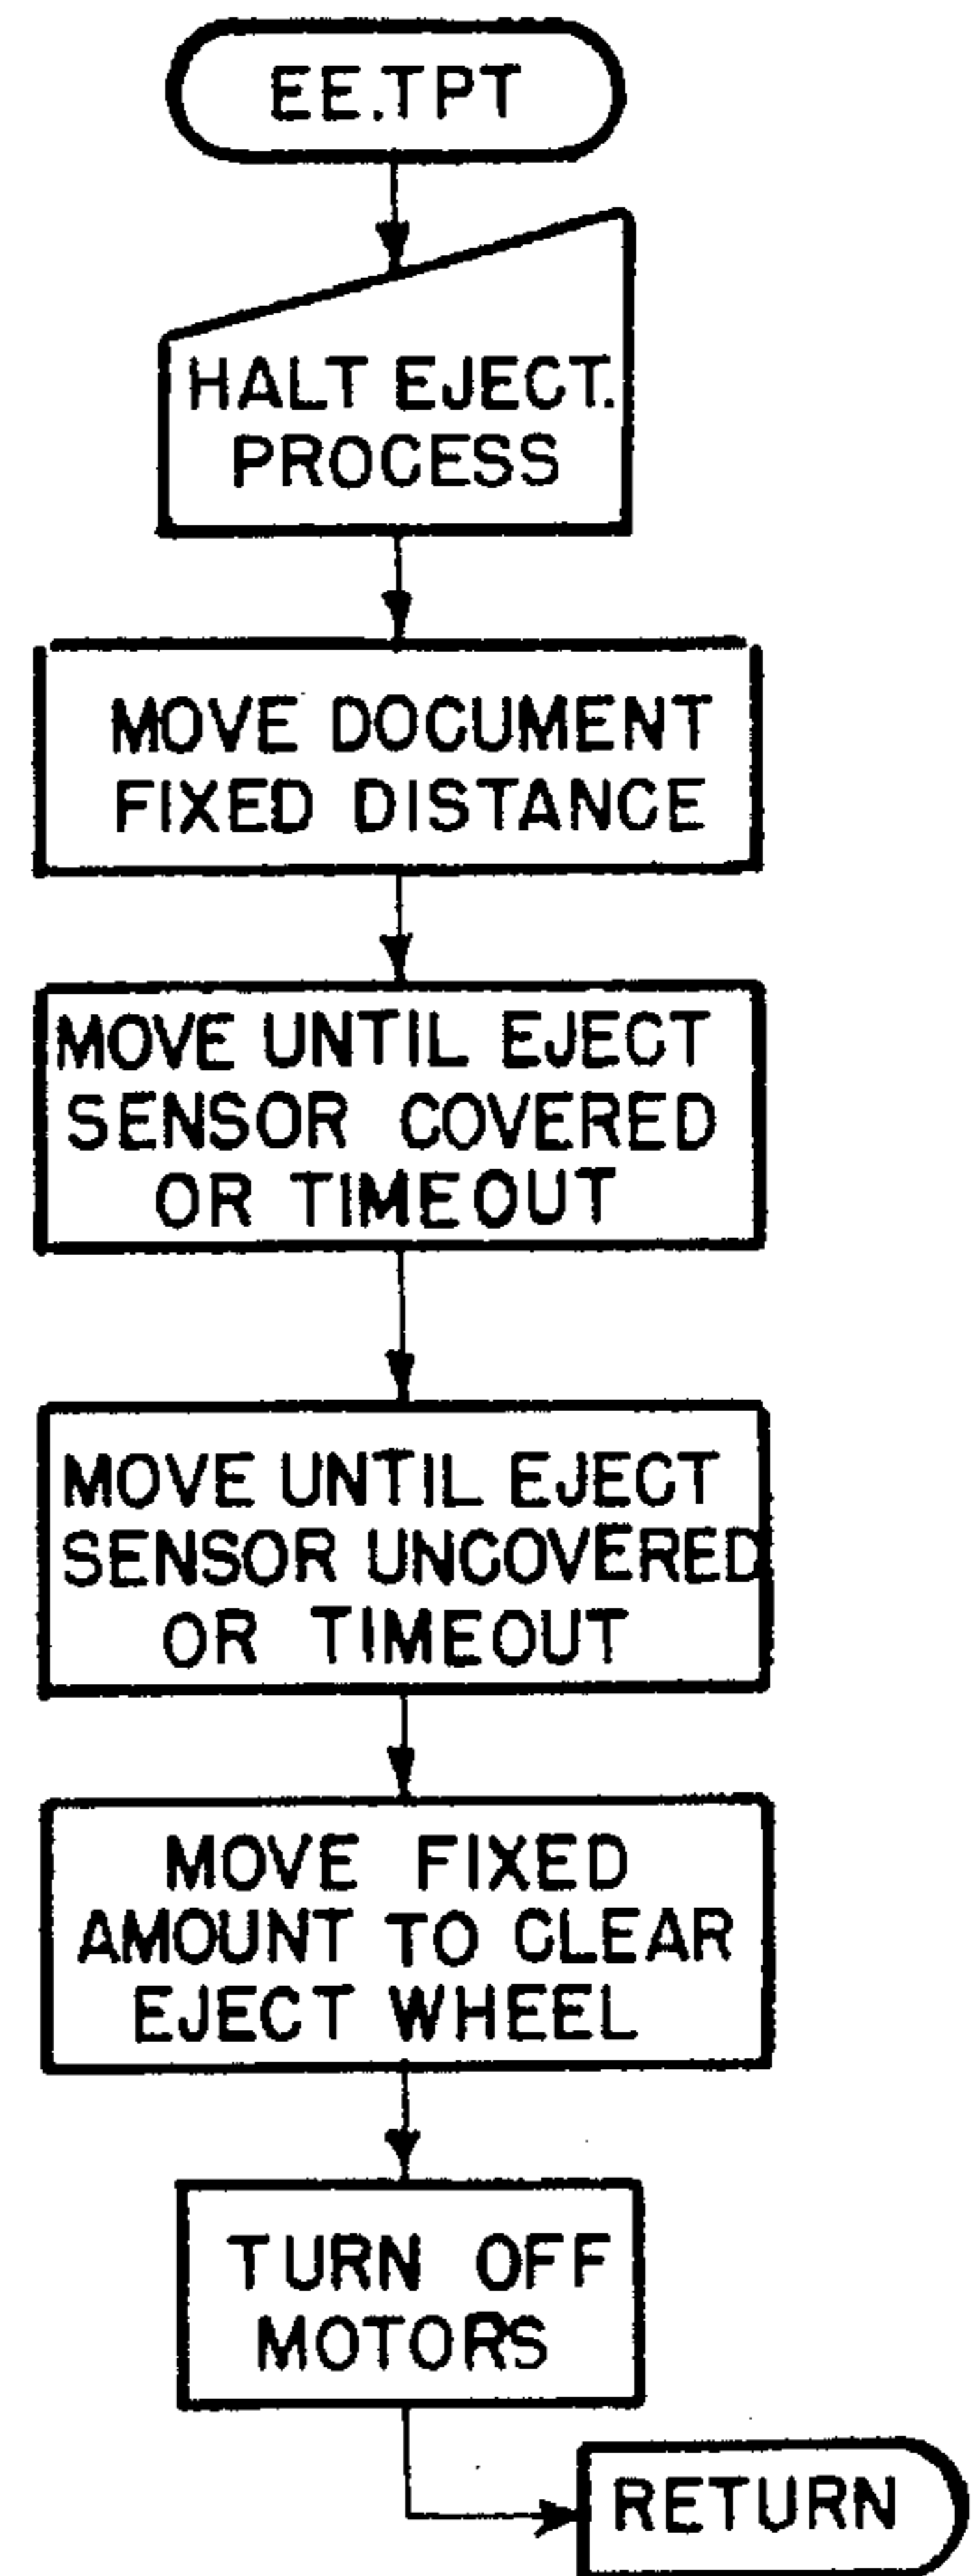 EE.TPT
HALT EJECT.
PROCESS
MOVE DOCUMENT
FIXED DISTANCE
MOVE UNTIL EJECT
SENSOR COVERED
OR TIMEOUT
MOVE UNTIL EJECT
SENSOR UNCOVERED
OR TIMEOUT
MOVE FIXED
AMOUNT TO CLEAR
EJECT WHEEL
TURN OFF
MOTORS
RETURN